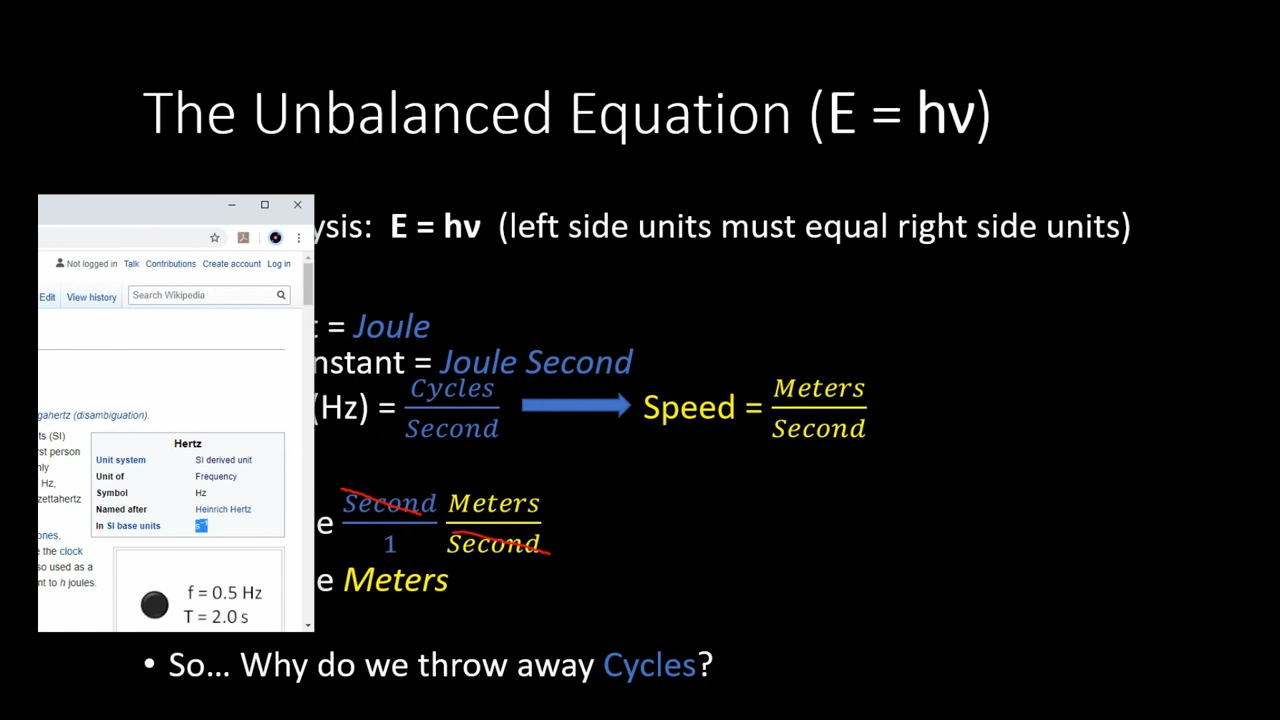 The Unbalanced Equation (E = hν)
ysis: E = hν (left side units must equal right side units)
Not logged in Talk Contributions Create account Log in
Edit View history Search Wikipedia
t = Joule
nstant = Joule Second
(Hz) = Cycles
Second
Speed = Meters
Second
gahertz (disambiguation).
ts (SI)
rst person
nly
Hz,
zettahertz
Hertz
Unit system SI derived unit
Unit of Frequency
Symbol Hz
Named after Heinrich Hertz
In SI base units s⁻¹
ones,
e the clock
so used as a
nt to h joules.
f = 0.5 Hz
T = 2.0 s
e Second
1
Meters
Second
e Meters
• So... Why do we throw away Cycles?